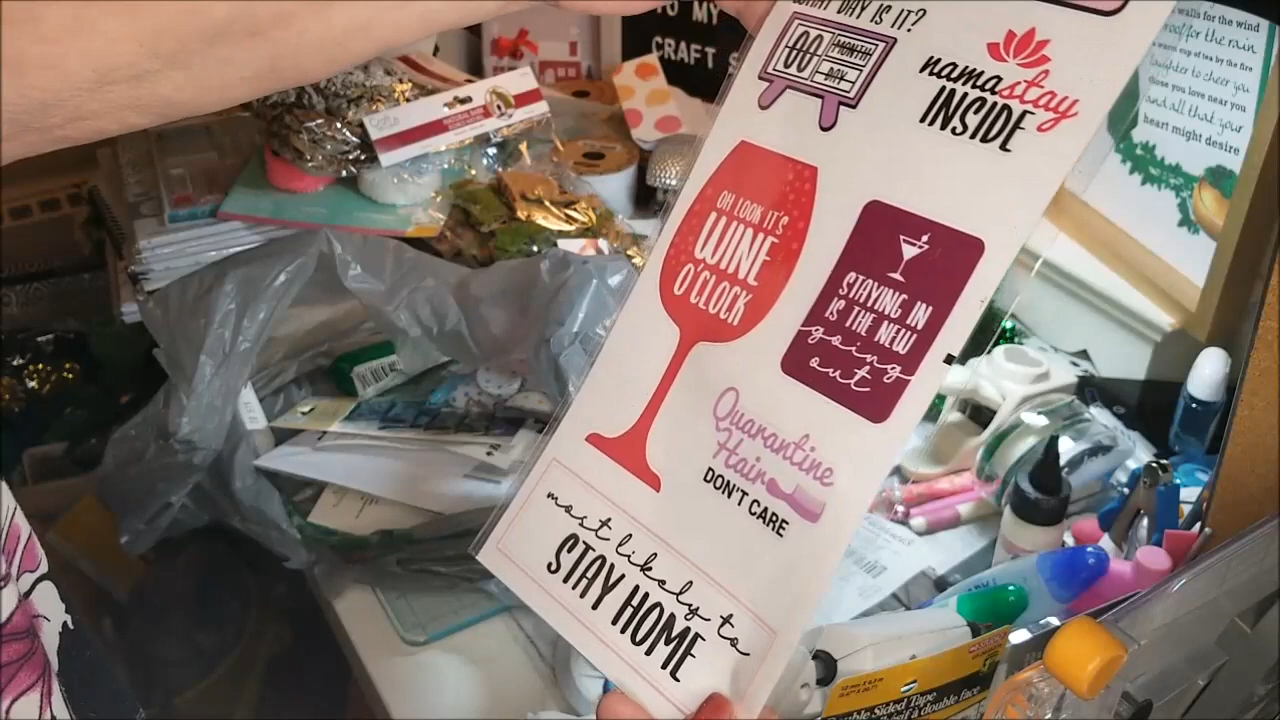 TO MY
CRAFT S
WHAT DAY IS IT?
00
MONTH
DAY
namastay
INSIDE
OH LOOK IT'S
WINE
O'CLOCK
STAYING IN
IS THE NEW
going
out
Quarantine
Hair
DON'T CARE
most likely to
STAY HOME
walls for the wind
roof for the rain
a warm cup of tea by the fire
laughter to cheer you
those you love near you
and all that your
heart might desire
NATURAL BARK
Double Sided Tape